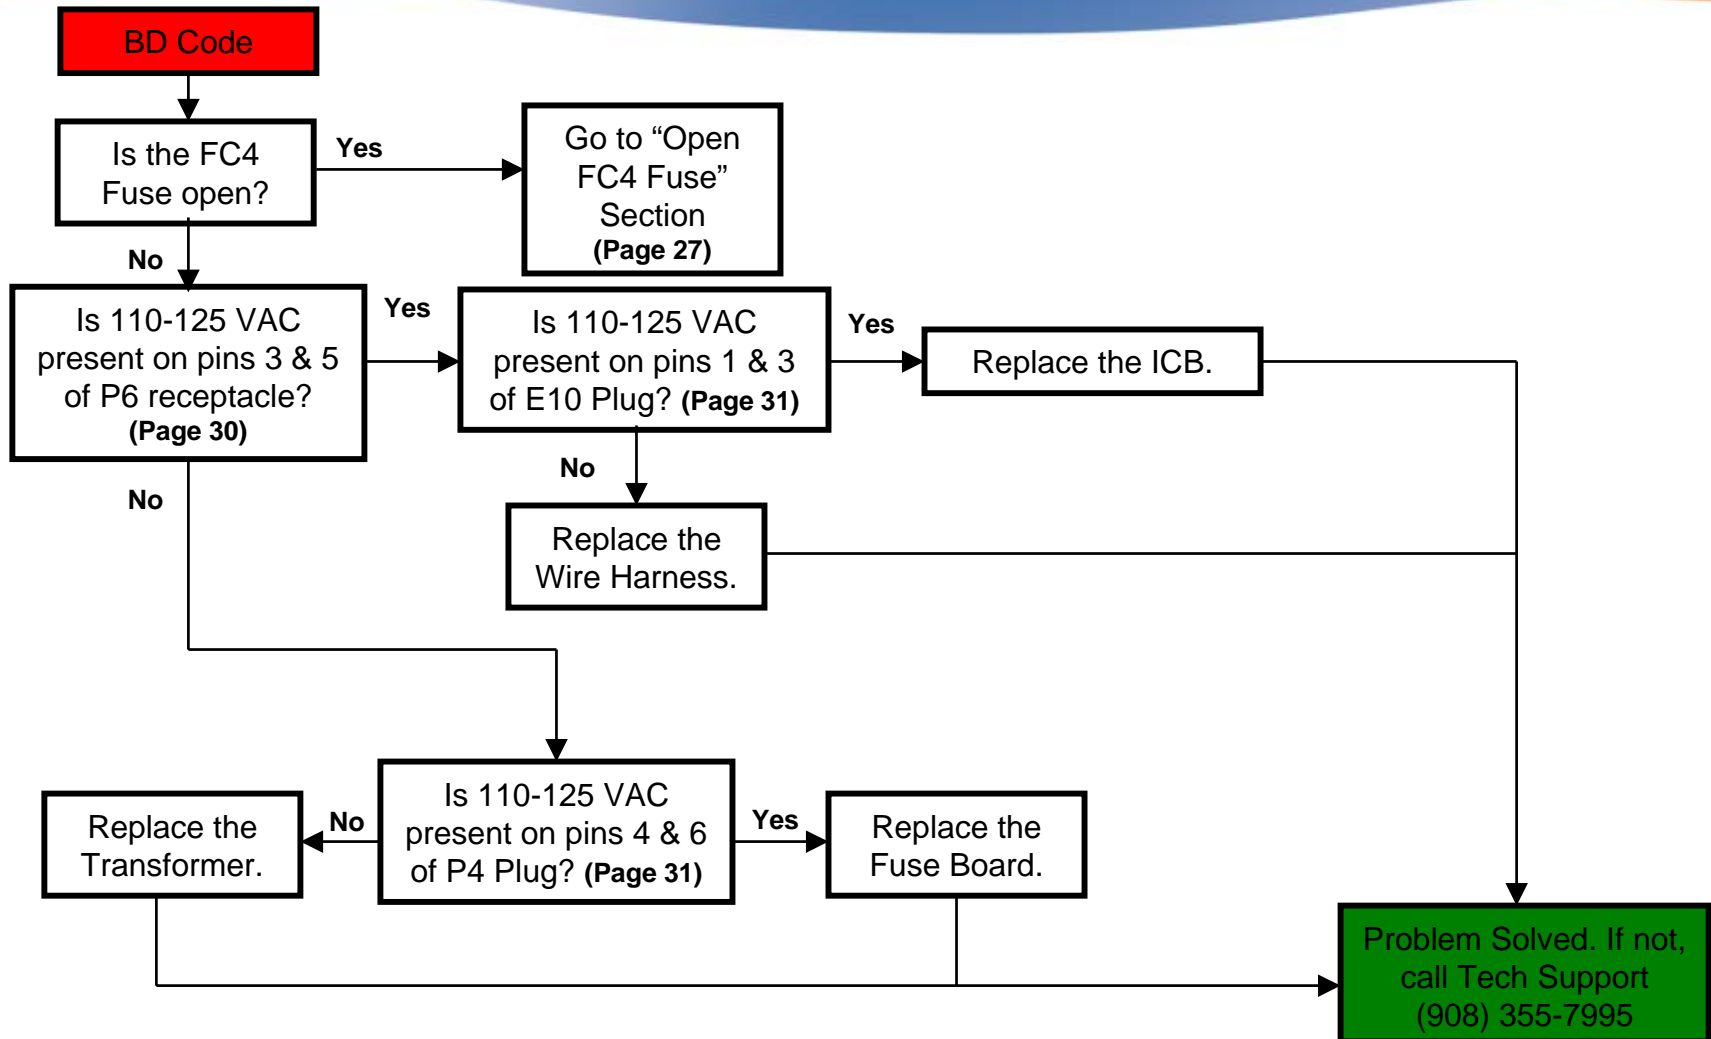 BD Code
Is the FC4
Fuse open?
Yes
Go to “Open
FC4 Fuse”
Section
(Page 27)
No
Is 110-125 VAC
present on pins 3 & 5
of P6 receptacle?
(Page 30)
Yes
Is 110-125 VAC
present on pins 1 & 3
of E10 Plug? (Page 31)
Yes
Replace the ICB.
No
No
Replace the
Wire Harness.
Replace the
Transformer.
No
Is 110-125 VAC
present on pins 4 & 6
of P4 Plug? (Page 31)
Yes
Replace the
Fuse Board.
Problem Solved. If not,
call Tech Support
(908) 355-7995